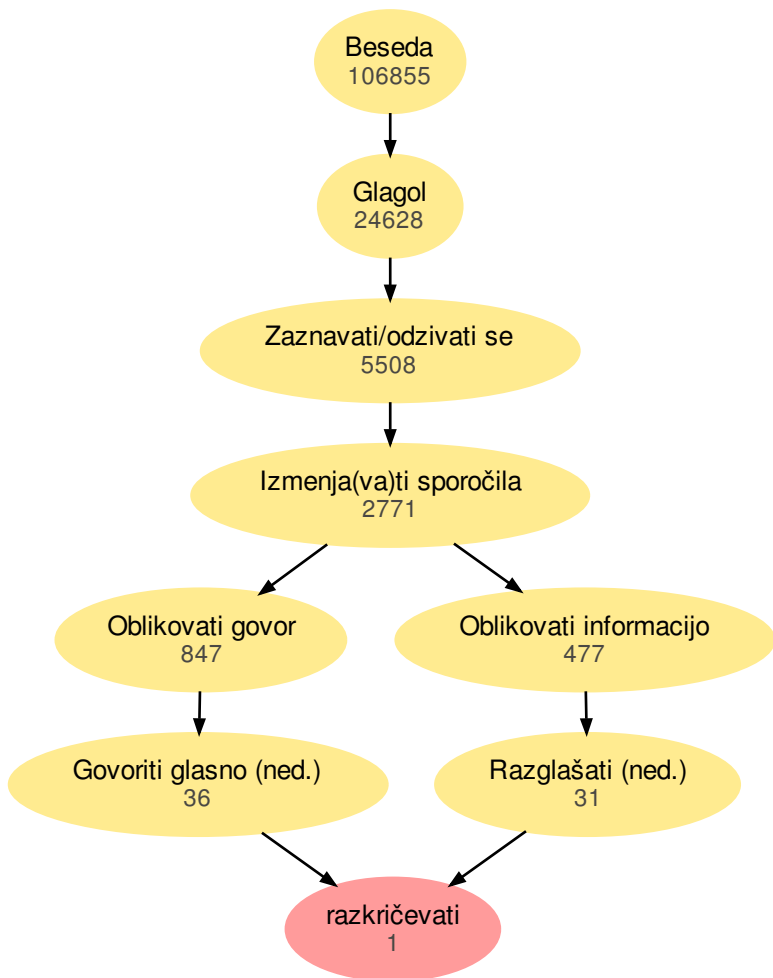 Beseda
106855
Glagol
24628
Zaznavati/odzivati se
5508
Izmenja(va)ti sporočila
2771
Oblikovati govor
847
Oblikovati informacijo
477
Govoriti glasno (ned.)
36
Razglašati (ned.)
31
razkričevati
1